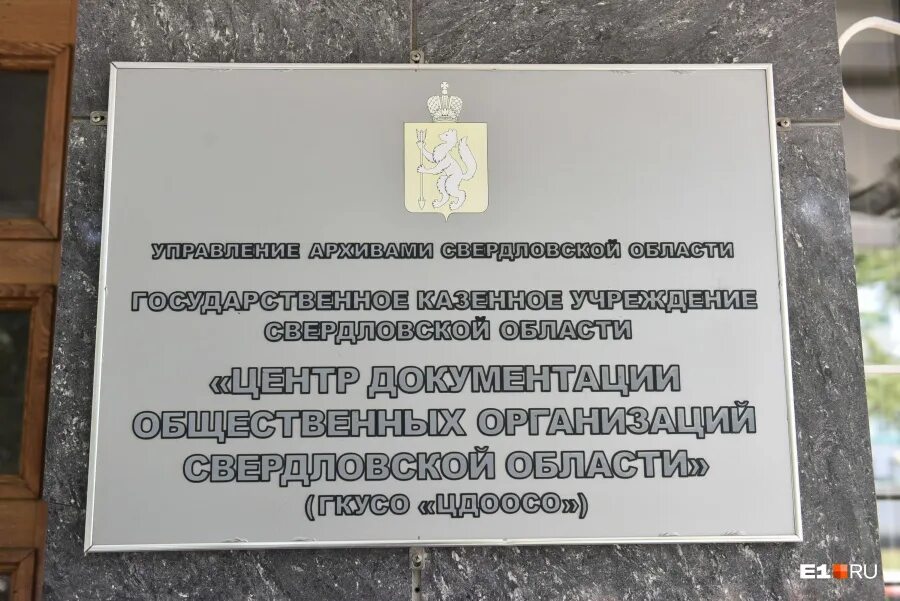 УПРАВЛЕНИЕ АРХИВАМИ СВЕРДЛОВСКОЙ ОБЛАСТИ
ГОСУДАРСТВЕННОЕ КАЗЕННОЕ УЧРЕЖДЕНИЕ
СВЕРДЛОВСКОЙ ОБЛАСТИ
«ЦЕНТР ДОКУМЕНТАЦИИ
ОБЩЕСТВЕННЫХ ОРГАНИЗАЦИЙ
СВЕРДЛОВСКОЙ ОБЛАСТИ»
(ГКУСО «ЦДООСО»)
E1.RU